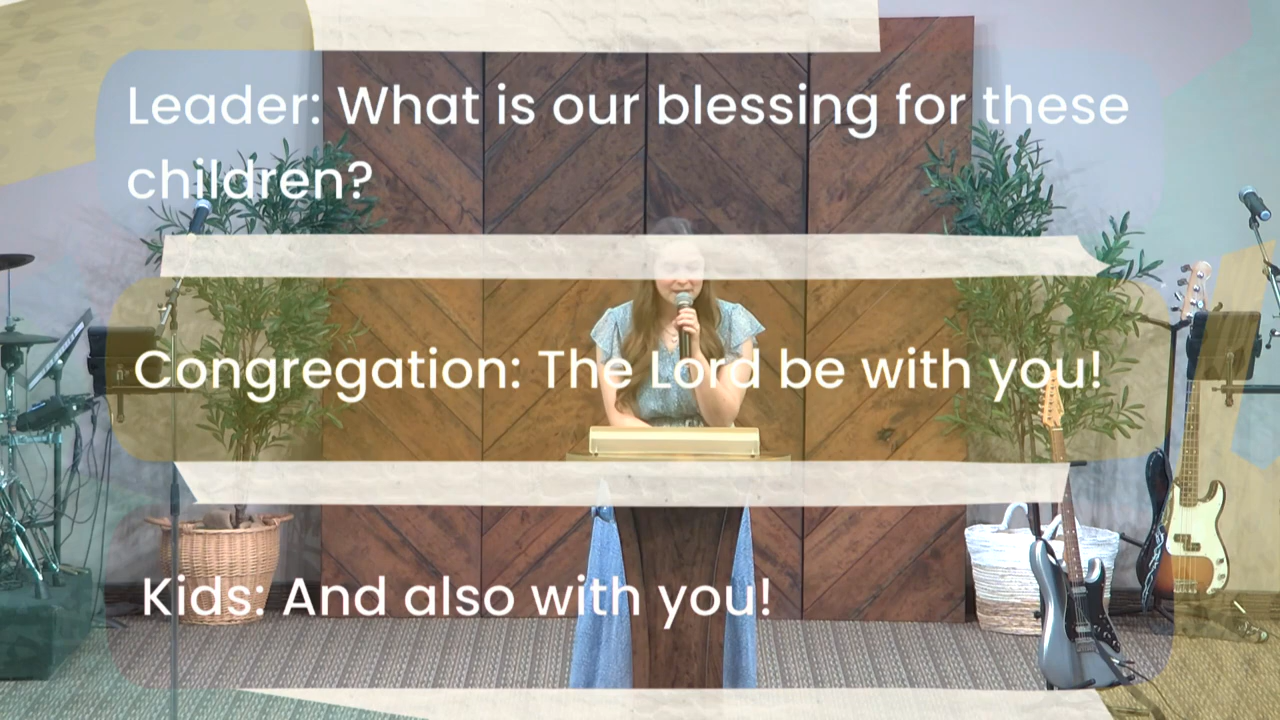 Leader: What is our blessing for these
children?
Congregation: The Lord be with you!
Kids: And also with you!